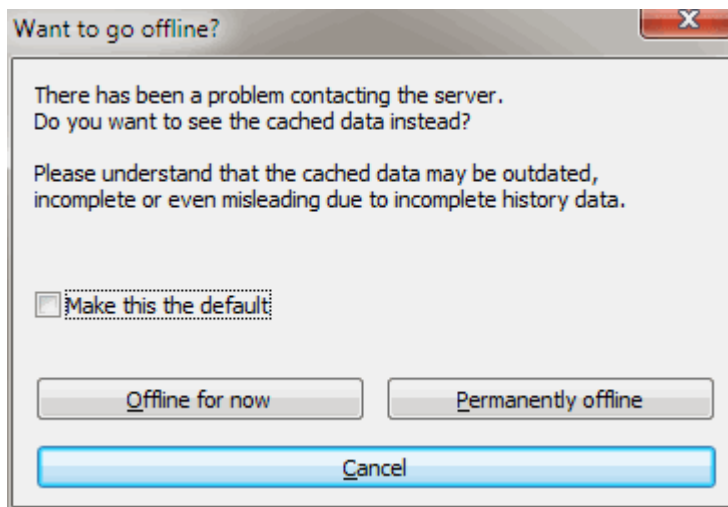 Want to go offline?
There has been a problem contacting the server.
Do you want to see the cached data instead?
Please understand that the cached data may be outdated,
incomplete or even misleading due to incomplete history data.
Make this the default
Offline for now
Permanently offline
Cancel